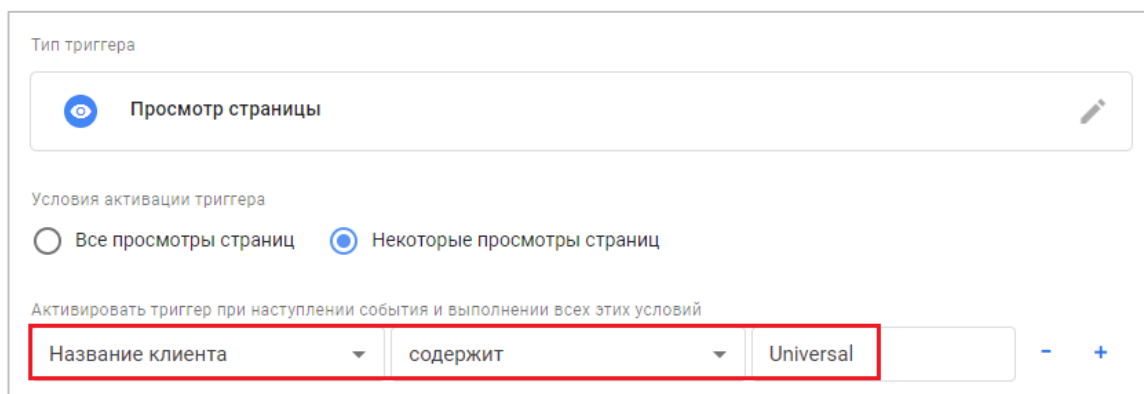 Тип триггера
Просмотр страницы
Условия активации триггера
Все просмотры страниц Некоторые просмотры страниц
Активировать триггер при наступлении события и выполнении всех этих условий
Название клиента содержит Universal - +